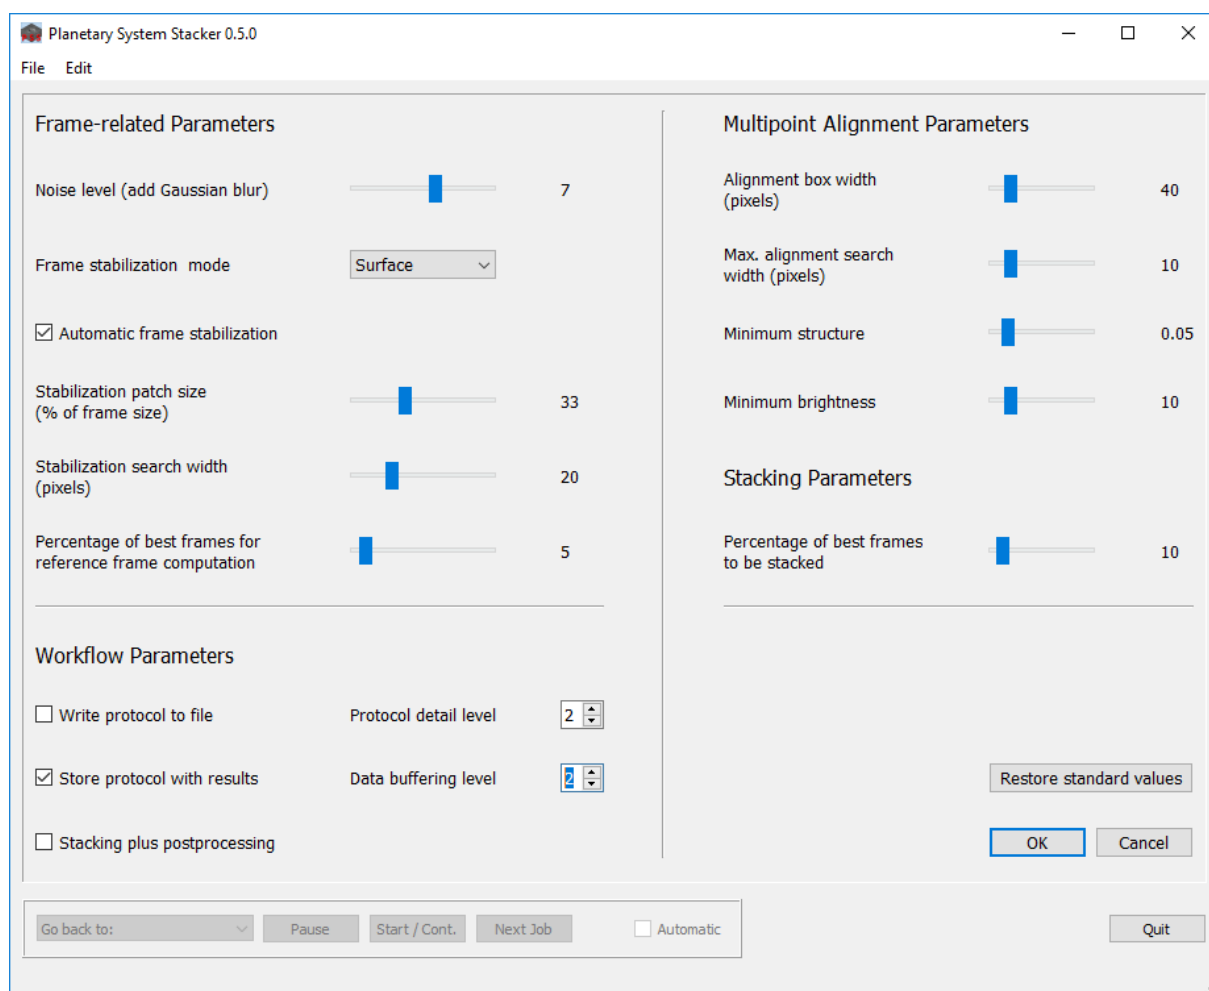 Planetary System Stacker 0.5.0
File Edit
Frame-related Parameters
Noise level (add Gaussian blur) 7
Frame stabilization mode Surface
Automatic frame stabilization
Stabilization patch size
(% of frame size) 33
Stabilization search width
(pixels) 20
Percentage of best frames for
reference frame computation 5
Workflow Parameters
Write protocol to file Protocol detail level 2
Store protocol with results Data buffering level 2
Stacking plus postprocessing
Multipoint Alignment Parameters
Alignment box width
(pixels) 40
Max. alignment search
width (pixels) 10
Minimum structure 0.05
Minimum brightness 10
Stacking Parameters
Percentage of best frames
to be stacked 10
Restore standard values
OK Cancel
Go back to: Pause Start / Cont. Next Job Automatic Quit